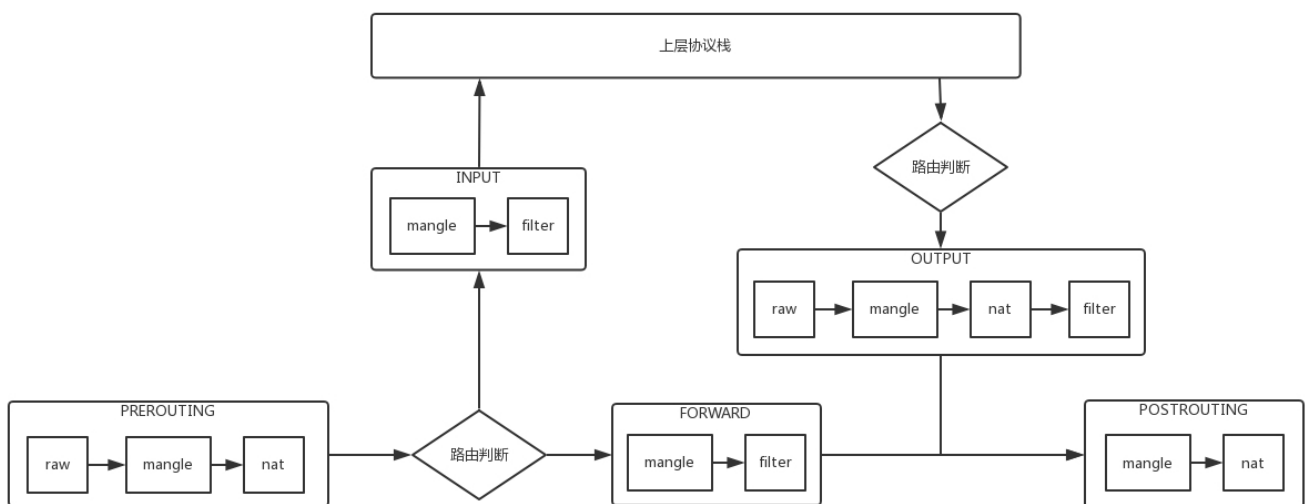 上层协议栈
路由判断
INPUT
mangle
filter
OUTPUT
raw
mangle
nat
filter
PREROUTING
raw
mangle
nat
路由判断
FORWARD
mangle
filter
POSTROUTING
mangle
nat